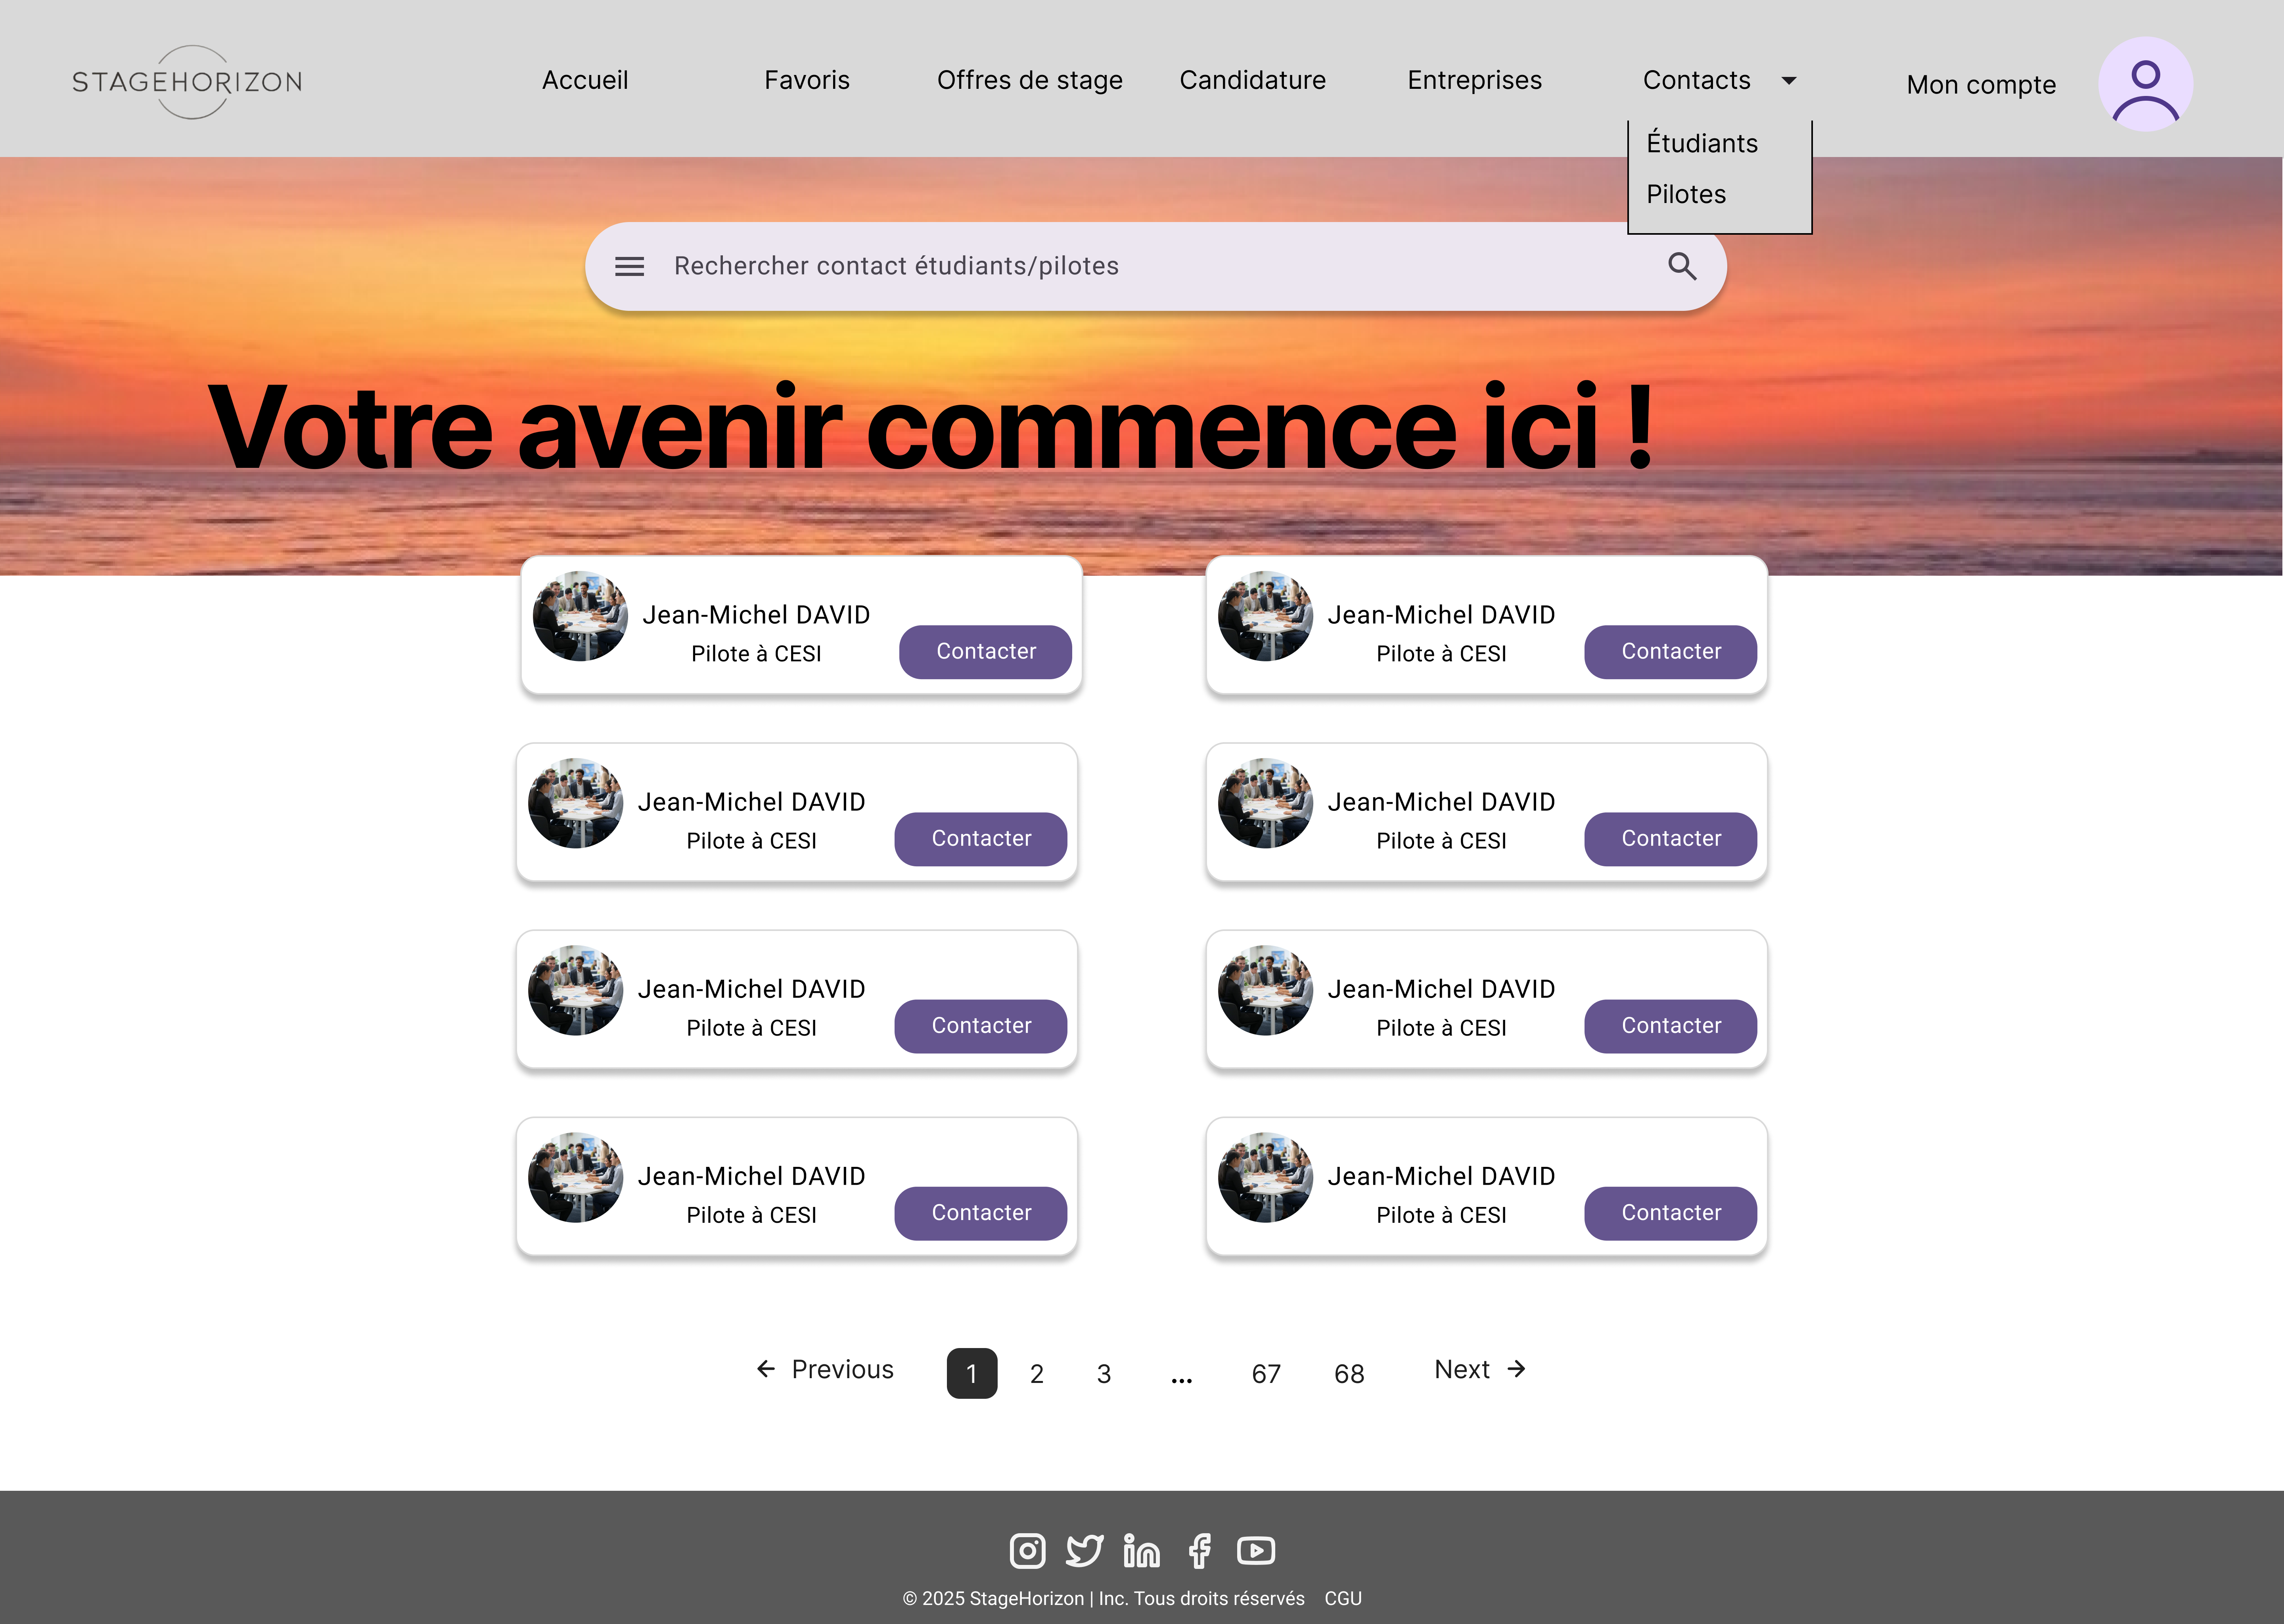 STAGEHORIZON
Accueil
Favoris
Offres de stage
Candidature
Entreprises
Contacts
Mon compte
Étudiants
Pilotes
Rechercher contact étudiants/pilotes
Votre avenir commence ici !
Jean-Michel DAVID
Pilote à CESI
Contacter
Jean-Michel DAVID
Pilote à CESI
Contacter
Jean-Michel DAVID
Pilote à CESI
Contacter
Jean-Michel DAVID
Pilote à CESI
Contacter
Jean-Michel DAVID
Pilote à CESI
Contacter
Jean-Michel DAVID
Pilote à CESI
Contacter
Jean-Michel DAVID
Pilote à CESI
Contacter
Jean-Michel DAVID
Pilote à CESI
Contacter
← Previous 1 2 3 ... 67 68 Next →
© 2025 StageHorizon | Inc. Tous droits réservés CGU